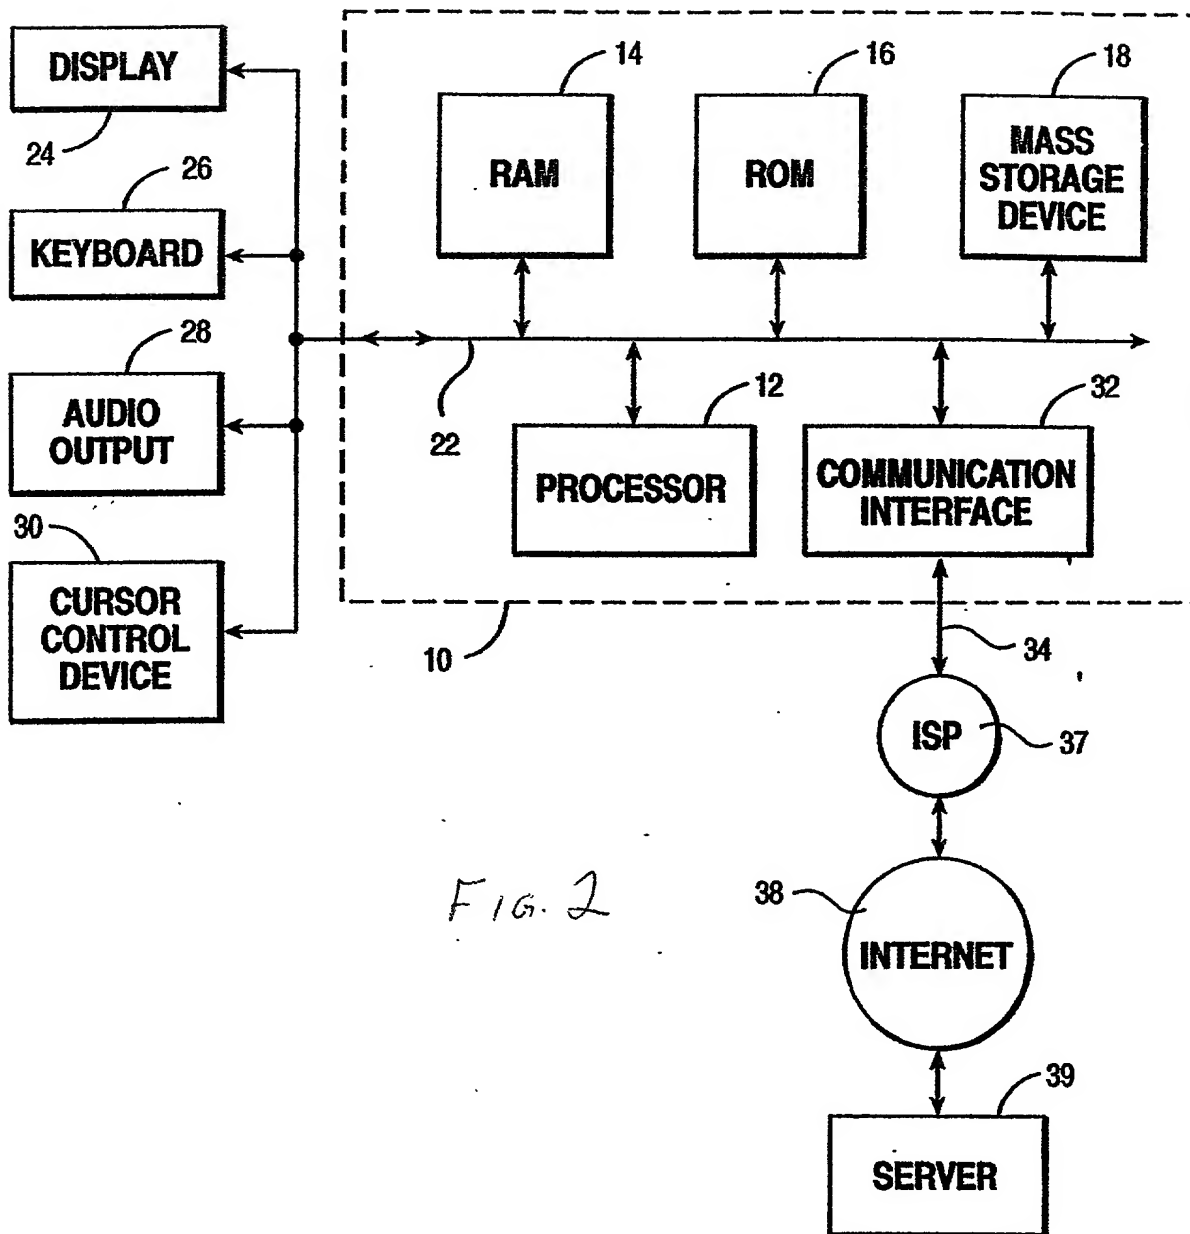 DISPLAY
24
26
KEYBOARD
28
AUDIO
OUTPUT
30
CURSOR
CONTROL
DEVICE
14
RAM
16
ROM
18
MASS
STORAGE
DEVICE
22
12
PROCESSOR
32
COMMUNICATION
INTERFACE
10
34
ISP
37
FIG. 2
38
INTERNET
39
SERVER